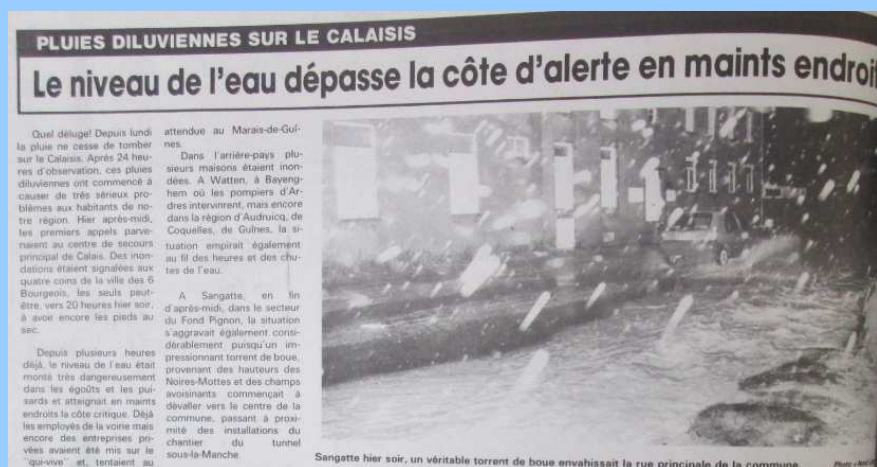 PLUIES DILUVIENNES SUR LE CALAISIS
Le niveau de l'eau dépasse la côte d'alerte en maints endroi
Quel déluge! Depuis lundi
la pluie ne cesse de tomber
sur le Calaisis. Après 24 heu-
res d'observation, ces pluies
diluviennes ont commencé à
causer de très sérieux pro-
blèmes aux habitants de no-
tre région. Hier après-midi,
les premiers appels parve-
naient au centre de secours
principal de Calais. Des inon-
dations étaient signalées aux
quatre coins de la ville des 6
Bourgeois, les seuls peut-
être, vers 20 heures hier soir,
à avoie encore les pieds au
sec.
Depuis plusieurs heures
déjà, le niveau de l'eau était
monté très dangereusement
dans les égoûts et les pui-
sards et atteignait en maints
endroits la côte critique. Déjà
les employés de la voirie mais
encore des entreprises pri-
vées avaient été mis sur le
"qui-vive" et, tentaient au
attendue au Marais-de-Guî-
nes.
Dans l'arrière-pays plu-
sieurs maisons étaient inon-
dées. A Watten, à Bayeng-
hem où les pompiers d'Ar-
dres intervinrent, mais encore
dans la région d'Audruicq, de
Coquelles, de Guînes, la si-
tuation empirait également
au fil des heures et des chu-
tes de l'eau.
A Sangatte, en fin
d'après-midi, dans le secteur
du Fond Pignon, la situation
s'aggravait également consi-
dérablement puisqu'un im-
pressionnant torrent de boue,
provenant des hauteurs des
Noires-Mottes et des champs
avoisinants commençait à
dévaller vers le centre de la
commune, passant à proxi-
mité des installations du
chantier du tunnel
sous-la-Manche.
Sangatte hier soir, un véritable torrent de boue envahissait la rue principale de la commune